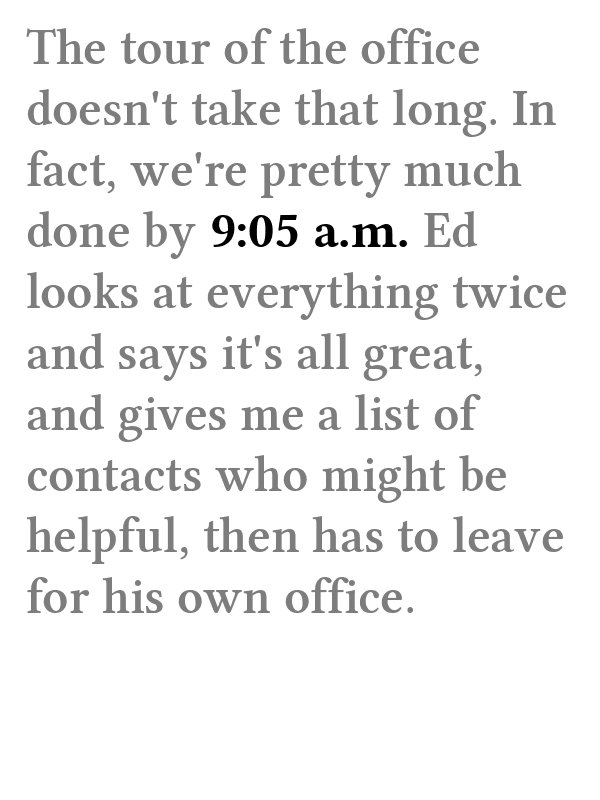 The tour of the office
doesn't take that long. In
fact, we're pretty much
done by 9:05 a.m. Ed
looks at everything twice
and says it's all great,
and gives me a list of
contacts who might be
helpful, then has to leave
for his own office.